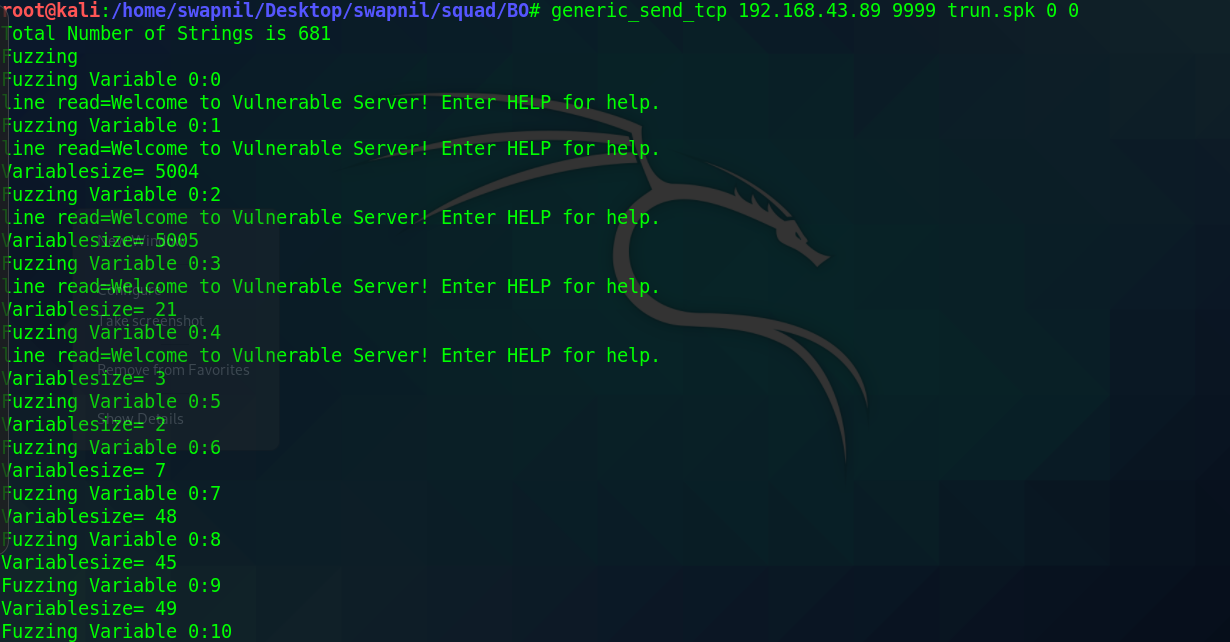 root@kali:/home/swapnil/Desktop/swapnil/squad/BO# generic_send_tcp 192.168.43.89 9999 trun.spk 0 0
Total Number of Strings is 681
Fuzzing
Fuzzing Variable 0:0
line read=Welcome to Vulnerable Server! Enter HELP for help.
Fuzzing Variable 0:1
line read=Welcome to Vulnerable Server! Enter HELP for help.
Variablesize= 5004
Fuzzing Variable 0:2
line read=Welcome to Vulnerable Server! Enter HELP for help.
Variablesize= 5005
New Window
Fuzzing Variable 0:3
line read=Welcome to Vulnerable Server! Enter HELP for help.
Configure
Variablesize= 21
Take screenshot
Fuzzing Variable 0:4
line read=Welcome to Vulnerable Server! Enter HELP for help.
Remove from Favorites
Variablesize= 3
Fuzzing Variable 0:5
Show Details
Variablesize= 2
Fuzzing Variable 0:6
Variablesize= 7
Fuzzing Variable 0:7
Variablesize= 48
Fuzzing Variable 0:8
Variablesize= 45
Fuzzing Variable 0:9
Variablesize= 49
Fuzzing Variable 0:10